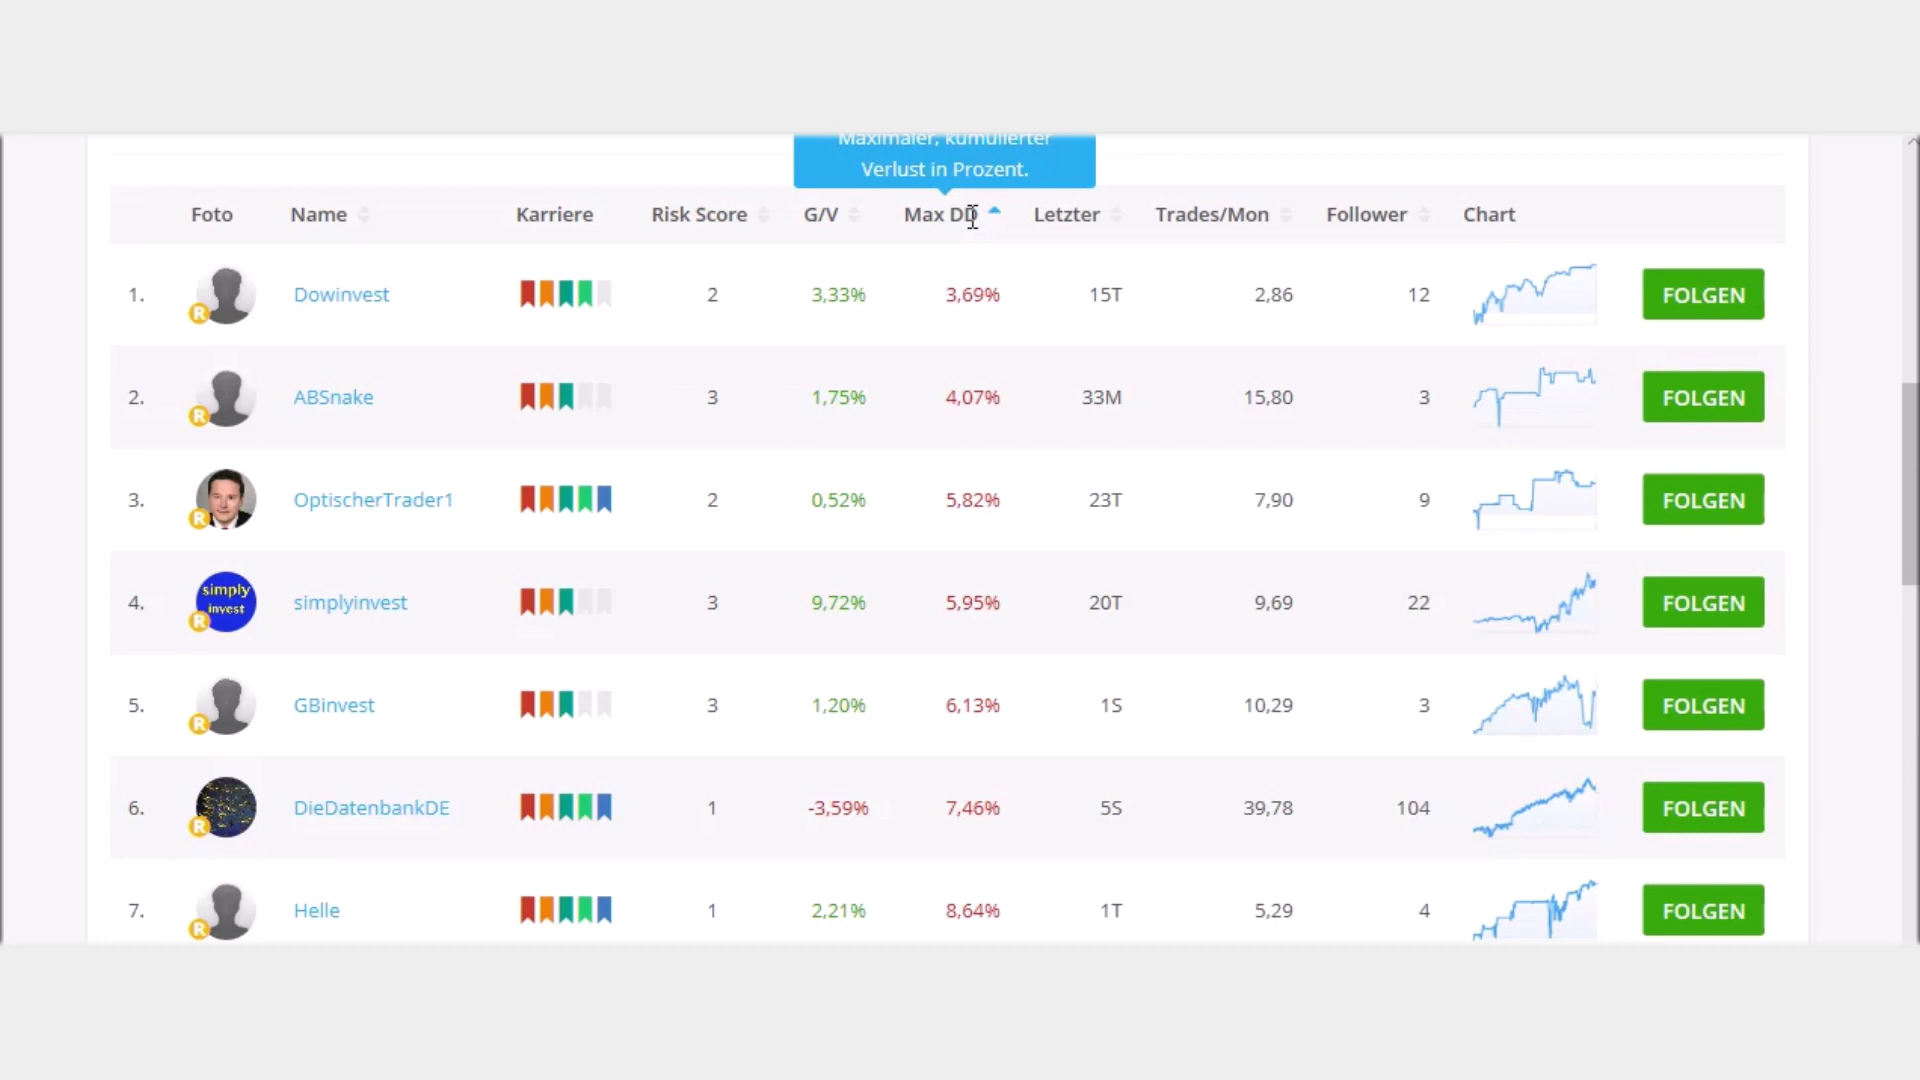 Maximaler, kumulierter
Verlust in Prozent.
Foto Name Karriere Risk Score G/V Max DD Letzter Trades/Mon Follower Chart
1. R Dowinvest 2 3,33% 3,69% 15T 2,86 12 FOLGEN
2. R ABSnake 3 1,75% 4,07% 33M 15,80 3 FOLGEN
3. R OptischerTrader1 2 0,52% 5,82% 23T 7,90 9 FOLGEN
4. simply
invest
R simplyinvest 3 9,72% 5,95% 20T 9,69 22 FOLGEN
5. R GBinvest 3 1,20% 6,13% 1S 10,29 3 FOLGEN
6. R DieDatenbankDE 1 -3,59% 7,46% 5S 39,78 104 FOLGEN
7. R Helle 1 2,21% 8,64% 1T 5,29 4 FOLGEN